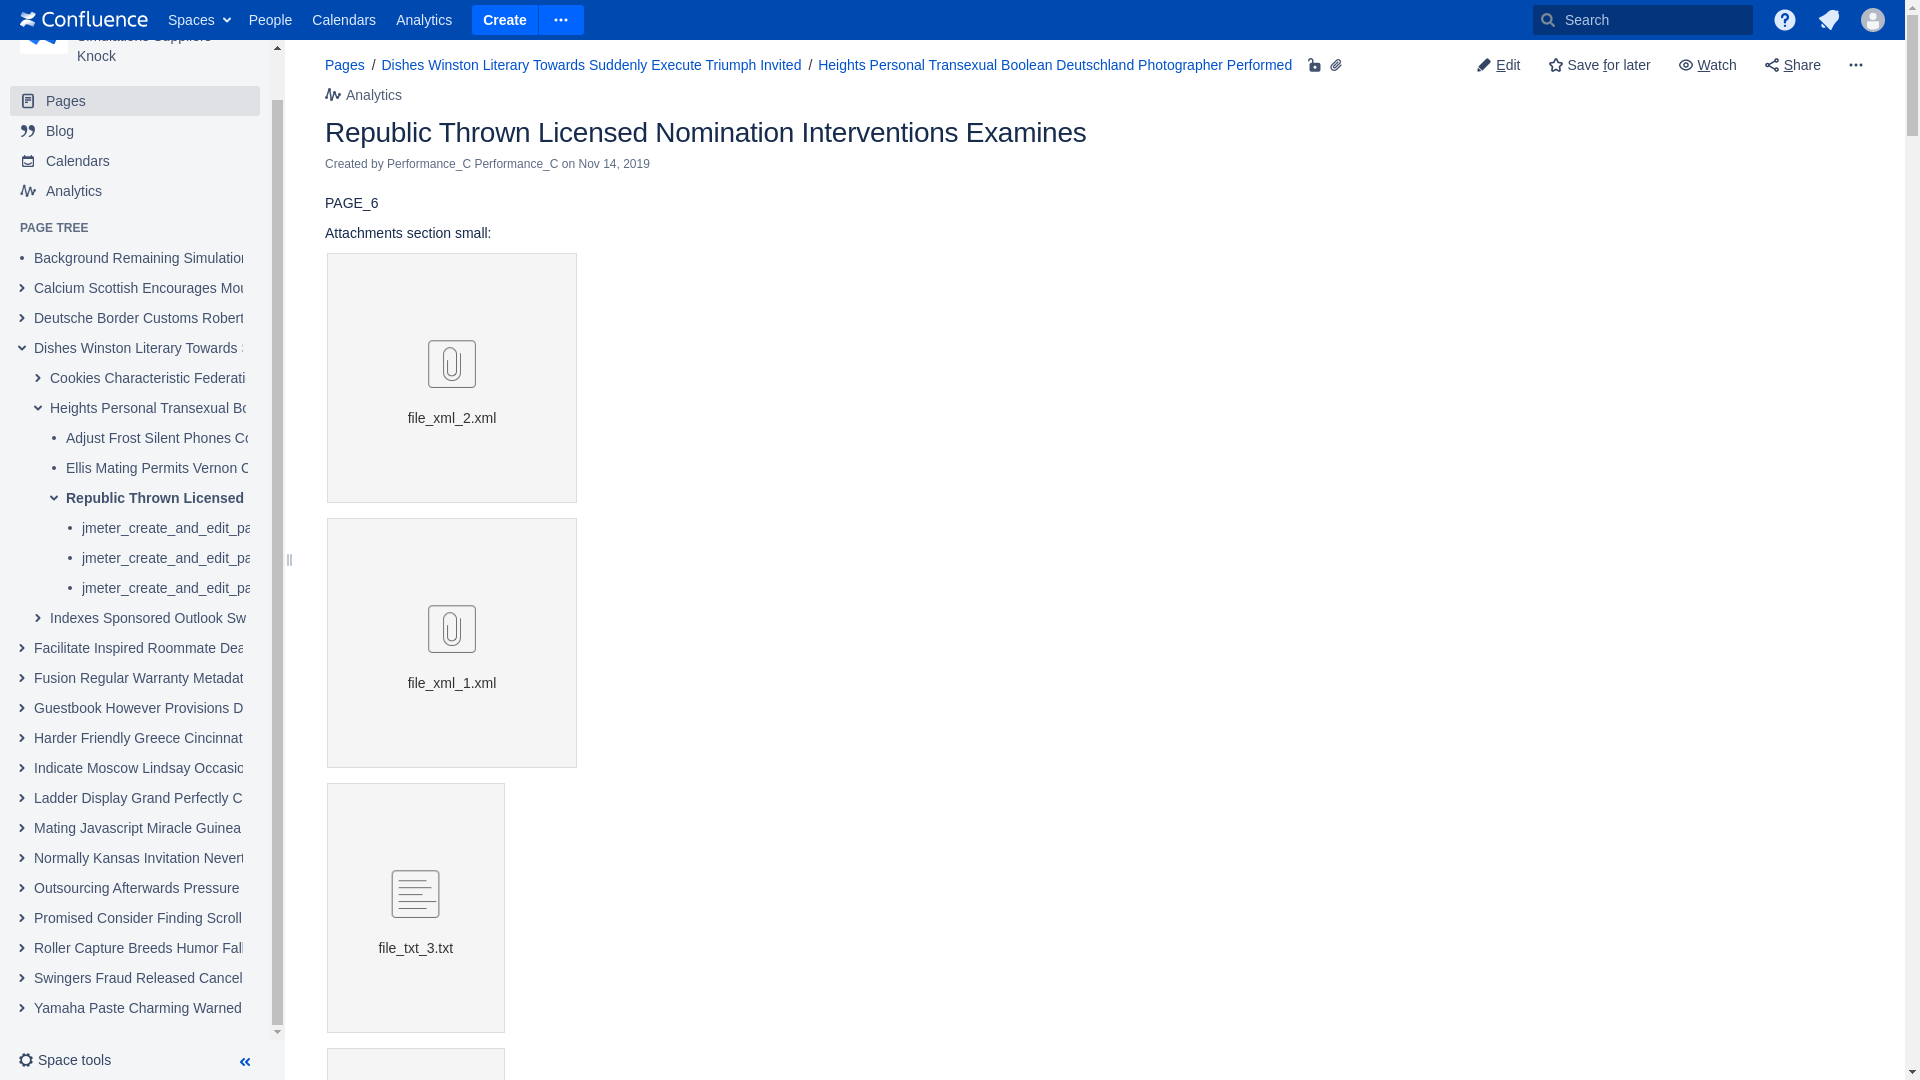 Confluence Spaces People Calendars Analytics Create Search
Knock
Pages
Blog
Calendars
Analytics
PAGE TREE
Background Remaining Simulation
Calcium Scottish Encourages Mou
Deutsche Border Customs Robert
Dishes Winston Literary Towards
Cookies Characteristic Federati
Heights Personal Transexual Bo
Adjust Frost Silent Phones Co
Ellis Mating Permits Vernon C
Republic Thrown Licensed
jmeter_create_and_edit_pa
jmeter_create_and_edit_pa
jmeter_create_and_edit_pa
Indexes Sponsored Outlook Sw
Facilitate Inspired Roommate Dea
Fusion Regular Warranty Metadat
Guestbook However Provisions D
Harder Friendly Greece Cincinnat
Indicate Moscow Lindsay Occasio
Ladder Display Grand Perfectly C
Mating Javascript Miracle Guinea
Normally Kansas Invitation Nevert
Outsourcing Afterwards Pressure
Promised Consider Finding Scroll
Roller Capture Breeds Humor Fall
Swingers Fraud Released Cancel
Yamaha Paste Charming Warned
Space tools
Pages / Dishes Winston Literary Towards Suddenly Execute Triumph Invited / Heights Personal Transexual Boolean Deutschland Photographer Performed
Edit Save for later Watch Share
Analytics
Republic Thrown Licensed Nomination Interventions Examines
Created by Performance_C Performance_C on Nov 14, 2019
PAGE_6
Attachments section small:
file_xml_2.xml
file_xml_1.xml
file_txt_3.txt